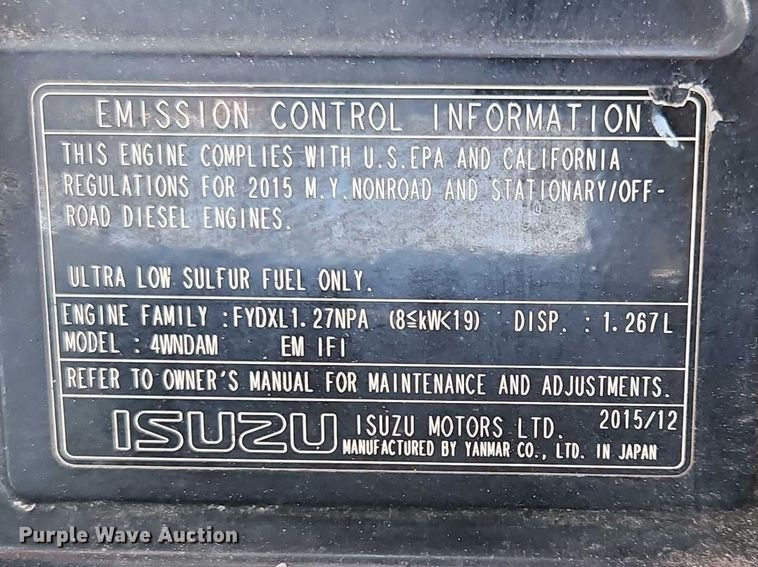 EMISSION CONTROL INFORMATION
THIS ENGINE COMPLIES WITH U.S.EPA AND CALIFORNIA
REGULATIONS FOR 2015 M.Y.NONROAD AND STATIONARY/OFF-
ROAD DIESEL ENGINES.
ULTRA LOW SULFUR FUEL ONLY.
ENGINE FAMILY :FYDXL1.27NPA (8≦kW<19) DISP. :1.267L
MODEL :4WNDAM EM IFI
REFER TO OWNER'S MANUAL FOR MAINTENANCE AND ADJUSTMENTS.
ISUZU ISUZU MOTORS LTD. 2015/12
MANUFACTURED BY YANMAR CO., LTD. IN JAPAN
Purple Wave Auction